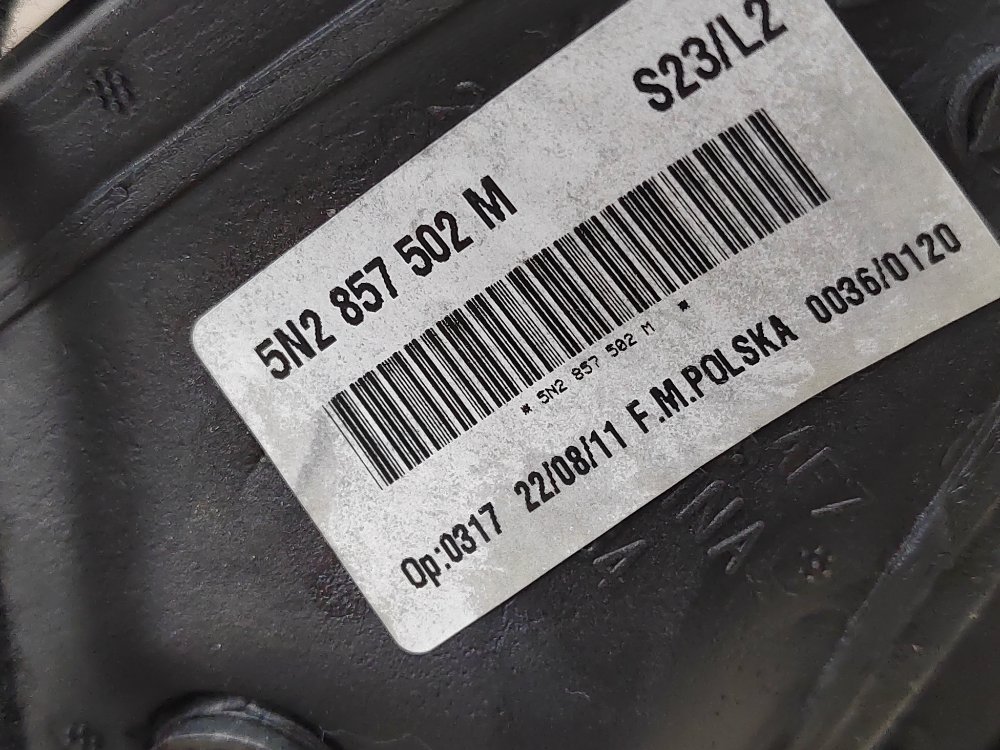 S23/L2
5N2 857 502 M
* 5N2 857 502 M *
Op:0317 22/08/11 F.M.POLSKA 0036/0120